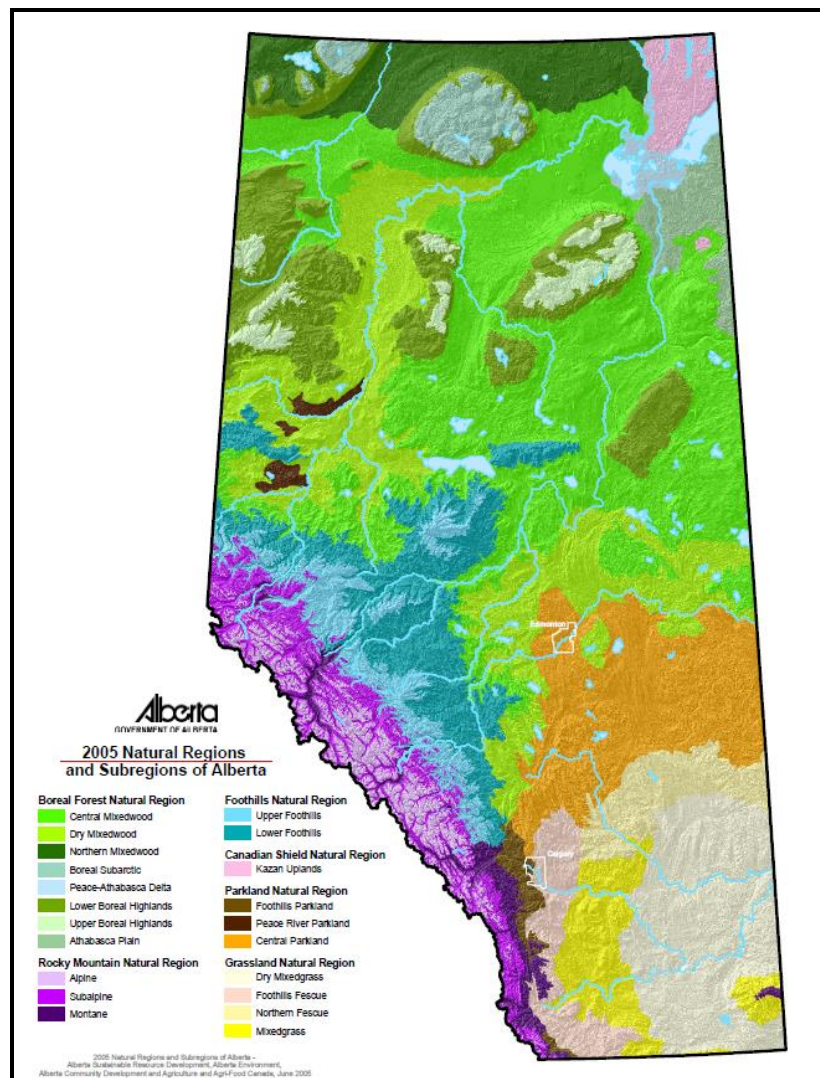 Edmonton
Calgary
Alberta
GOVERNMENT OF ALBERTA
2005 Natural Regions
and Subregions of Alberta
Boreal Forest Natural Region
Central Mixedwood
Dry Mixedwood
Northern Mixedwood
Boreal Subarctic
Peace-Athabasca Delta
Lower Boreal Highlands
Upper Boreal Highlands
Athabasca Plain
Rocky Mountain Natural Region
Alpine
Subalpine
Montane
Foothills Natural Region
Upper Foothills
Lower Foothills
Canadian Shield Natural Region
Kazan Uplands
Parkland Natural Region
Foothills Parkland
Peace River Parkland
Central Parkland
Grassland Natural Region
Dry Mixedgrass
Foothills Fescue
Northern Fescue
Mixedgrass
2005 Natural Regions and Subregions of Alberta -
Alberta Sustainable Resource Development, Alberta Environment,
Alberta Community Development and Agriculture and Agri-Food Canada, June 2005